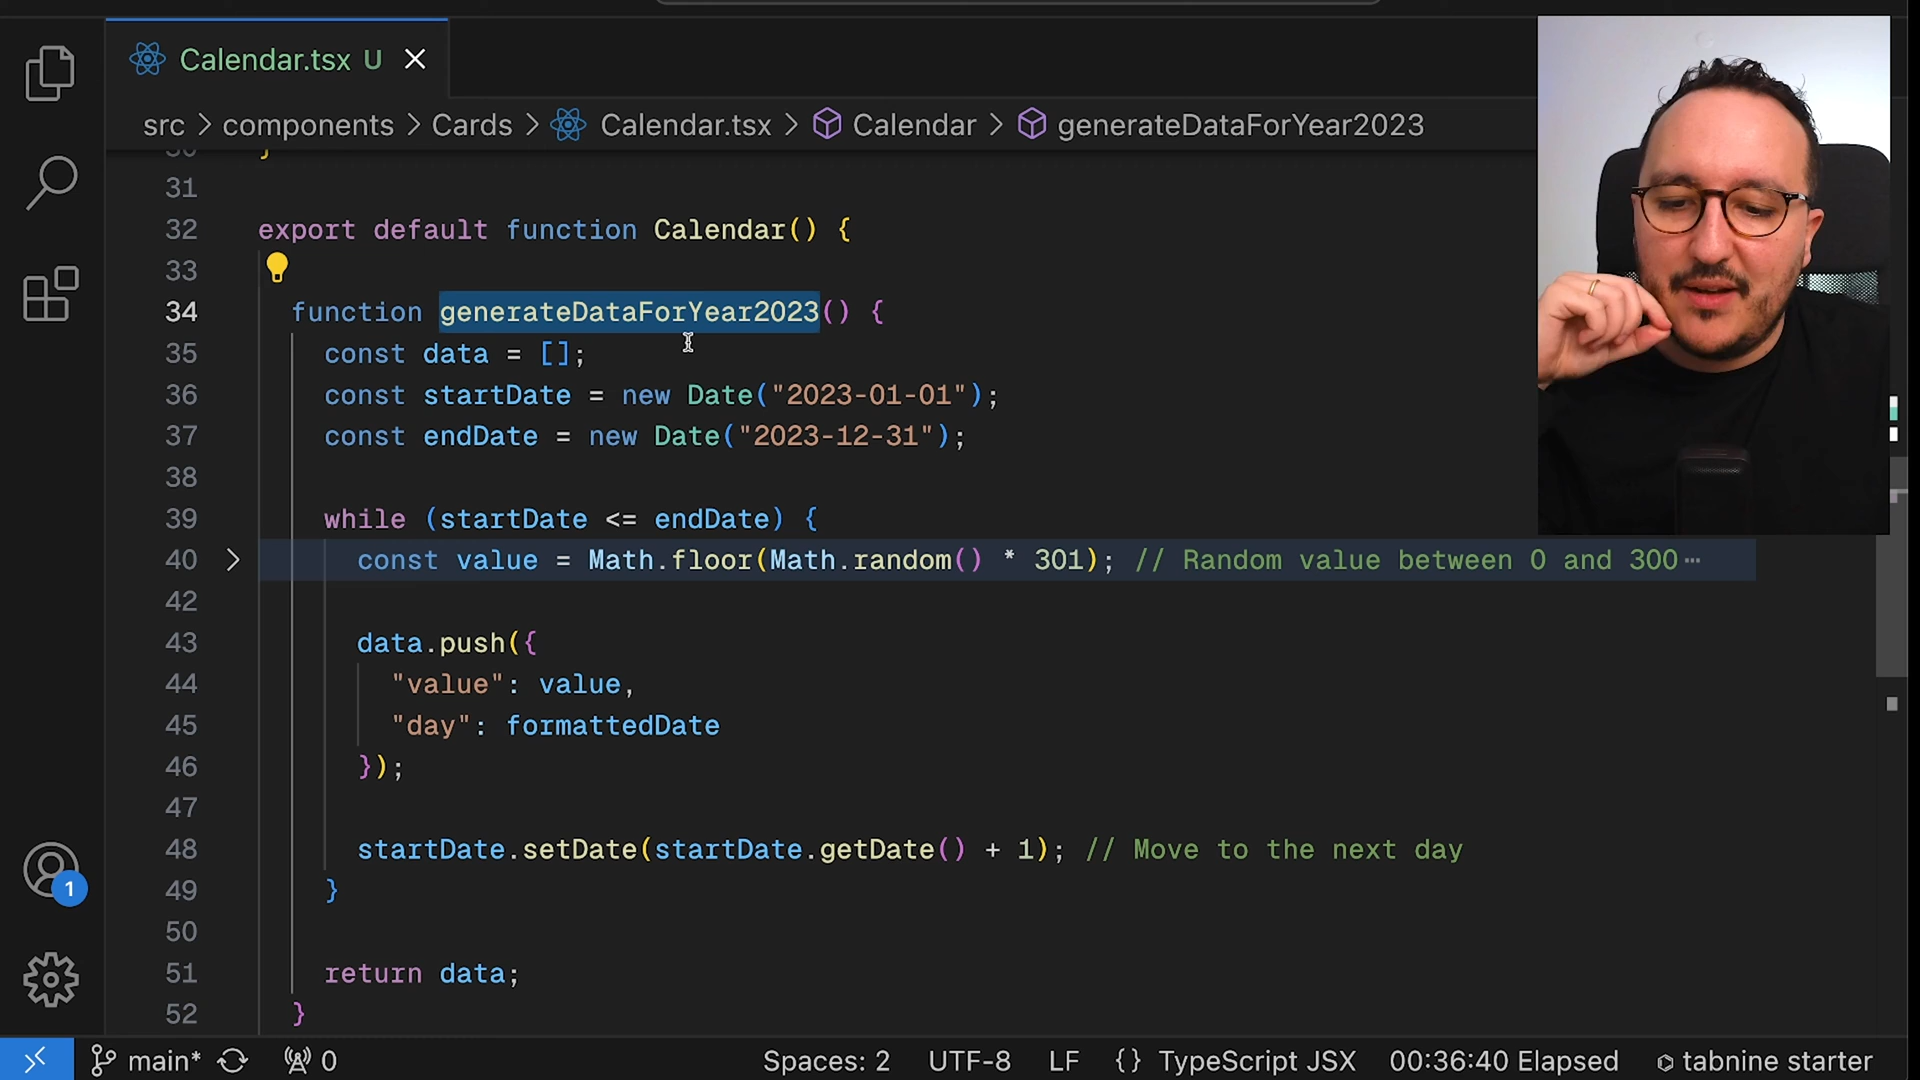 Calendar.tsx U
src > components > Cards > Calendar.tsx > Calendar > generateDataForYear2023
30 }
31
32 export default function Calendar() {
33
34 function generateDataForYear2023() {
35 const data = [];
36 const startDate = new Date("2023-01-01");
37 const endDate = new Date("2023-12-31");
38
39 while (startDate <= endDate) {
40 const value = Math.floor(Math.random() * 301); // Random value between 0 and 300 ⋯
42
43 data.push({
44 "value": value,
45 "day": formattedDate
46 });
47
48 startDate.setDate(startDate.getDate() + 1); // Move to the next day
49 }
50
51 return data;
52 }
1
main* 0 Spaces: 2 UTF-8 LF {} TypeScript JSX 00:36:40 Elapsed tabnine starter